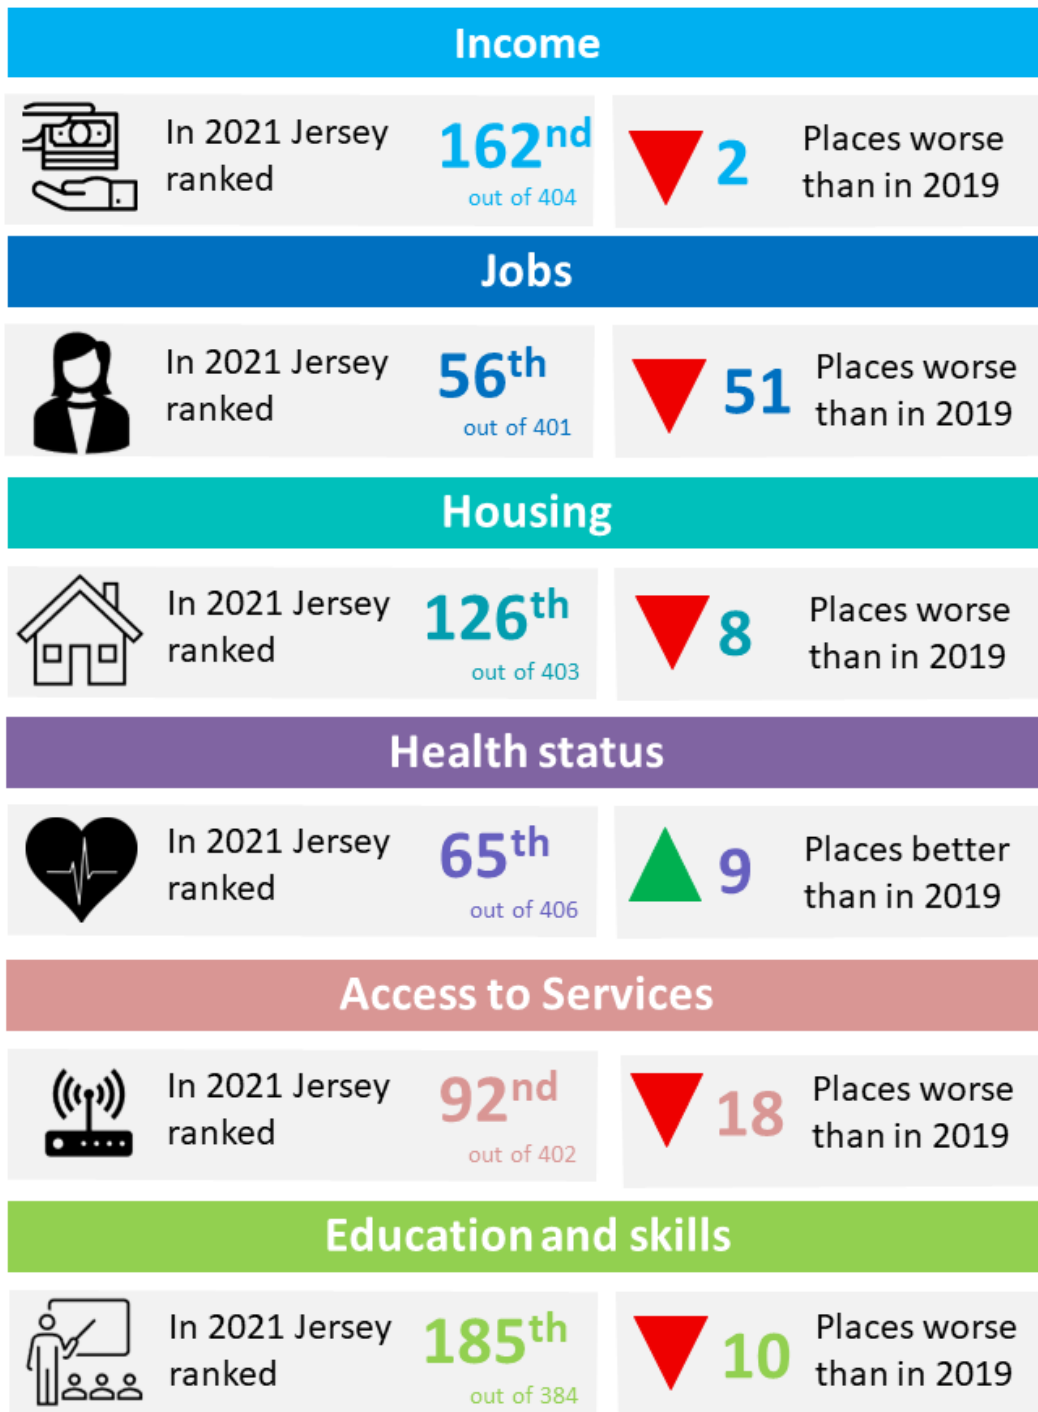 Income
In 2021 Jersey
ranked
162nd
out of 404
2
Places worse
than in 2019
Jobs
In 2021 Jersey
ranked
56th
out of 401
51
Places worse
than in 2019
Housing
In 2021 Jersey
ranked
126th
out of 403
8
Places worse
than in 2019
Health status
In 2021 Jersey
ranked
65th
out of 406
9
Places better
than in 2019
Access to Services
In 2021 Jersey
ranked
92nd
out of 402
18
Places worse
than in 2019
Education and skills
In 2021 Jersey
ranked
185th
out of 384
10
Places worse
than in 2019